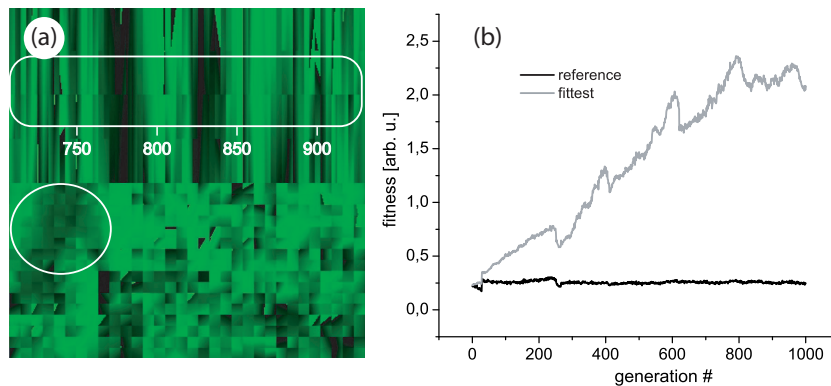 (a)
750 800 850 900
(b)
reference
fittest
fitness [arb. u.]
2,5
2,0
1,5
1,0
0,5
0,0
0 200 400 600 800 1000
generation #